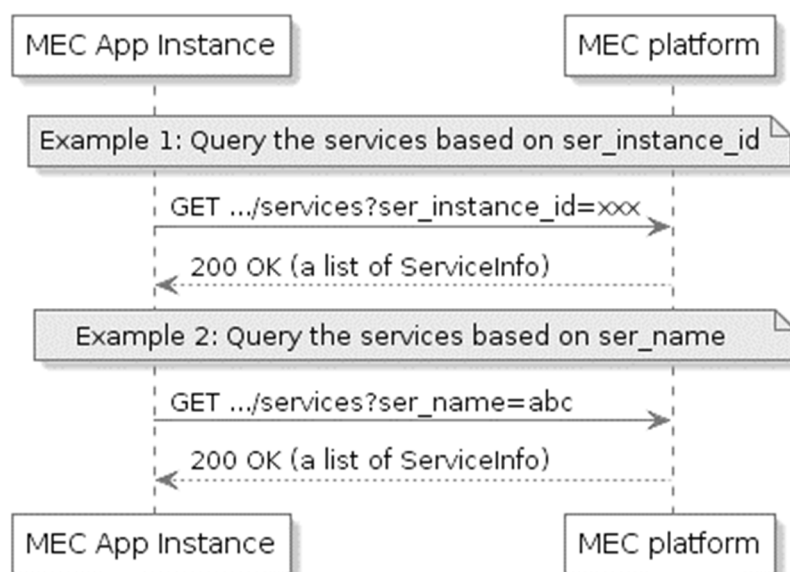 MEC App Instance MEC platform
Example 1: Query the services based on ser_instance_id
GET .../services?ser_instance_id=xxx
200 OK (a list of ServiceInfo)
Example 2: Query the services based on ser_name
GET .../services?ser_name=abc
200 OK (a list of ServiceInfo)
MEC App Instance MEC platform